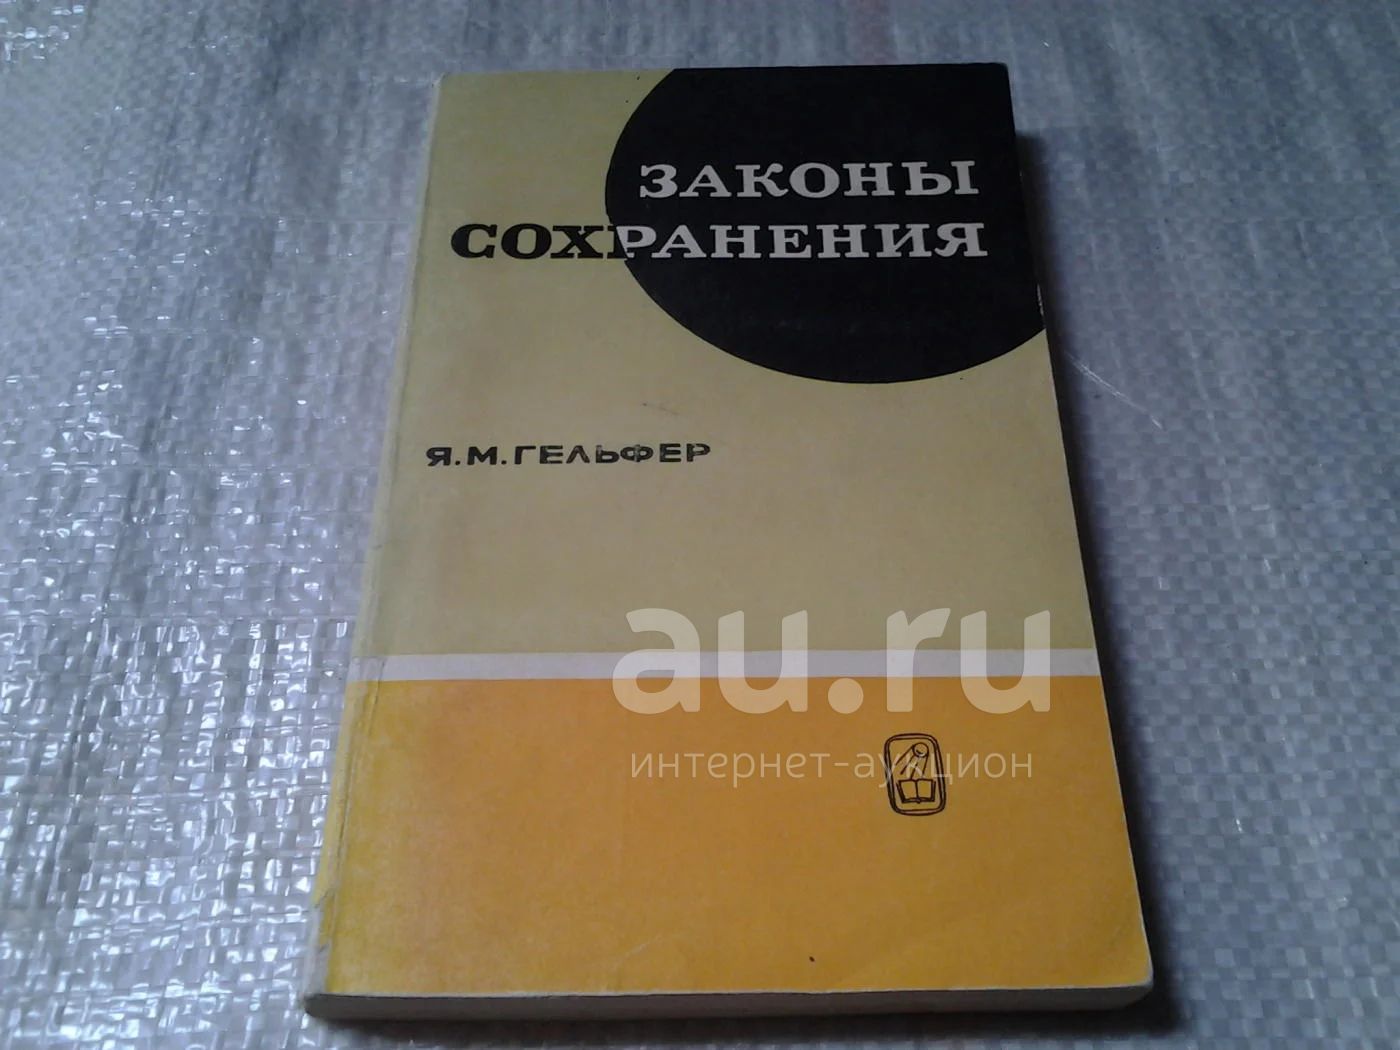 ЗАКОНЫ
СОХРАНЕНИЯ
Я.М.ГЕЛЬФЕР
au.ru
интернет-аукцион